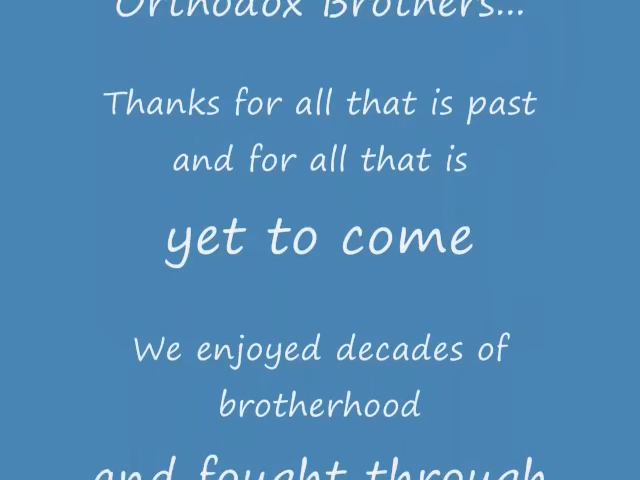 Orthodox Brothers...
Thanks for all that is past
and for all that is
yet to come
We enjoyed decades of
brotherhood
and fought through